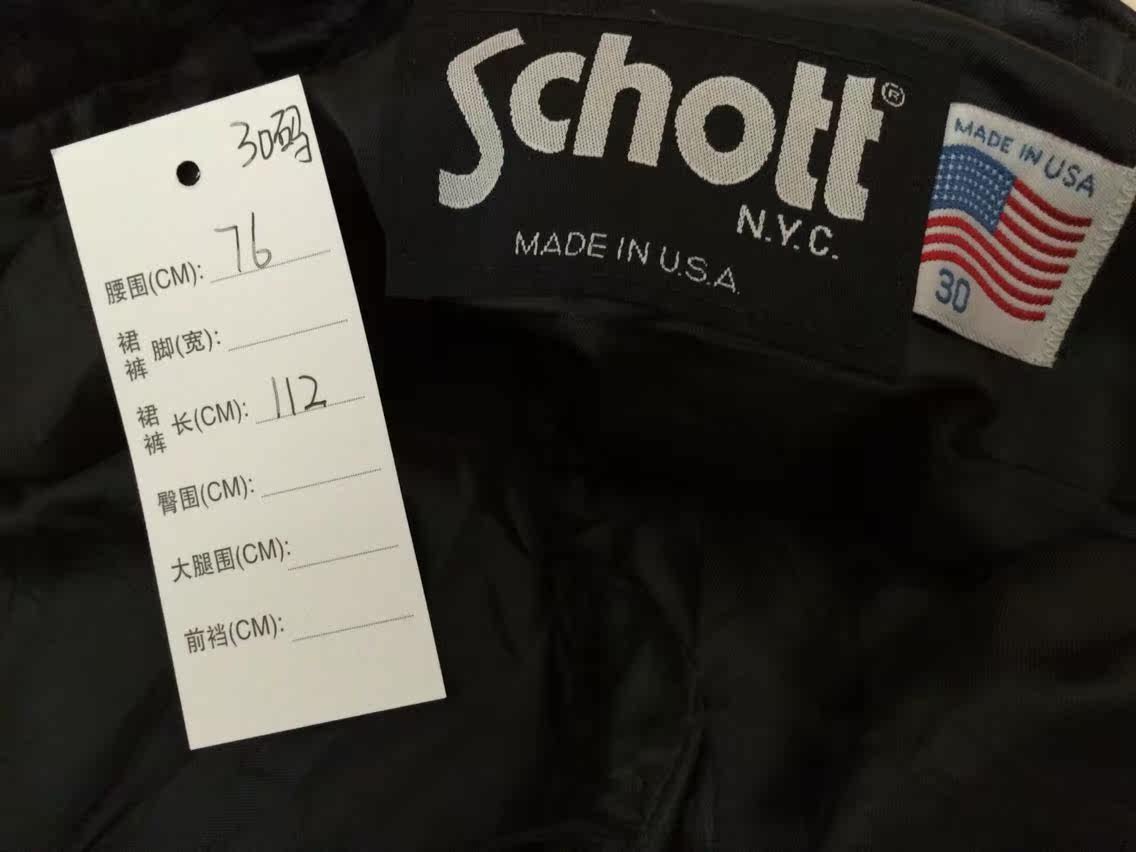 30码
腰围(CM): 76
裙裤 脚(宽):
裙裤 长(CM): 112
臀围(CM):
大腿围(CM):
前裆(CM):
Schott®
N.Y.C.
MADE IN U.S.A.
MADE IN USA
30